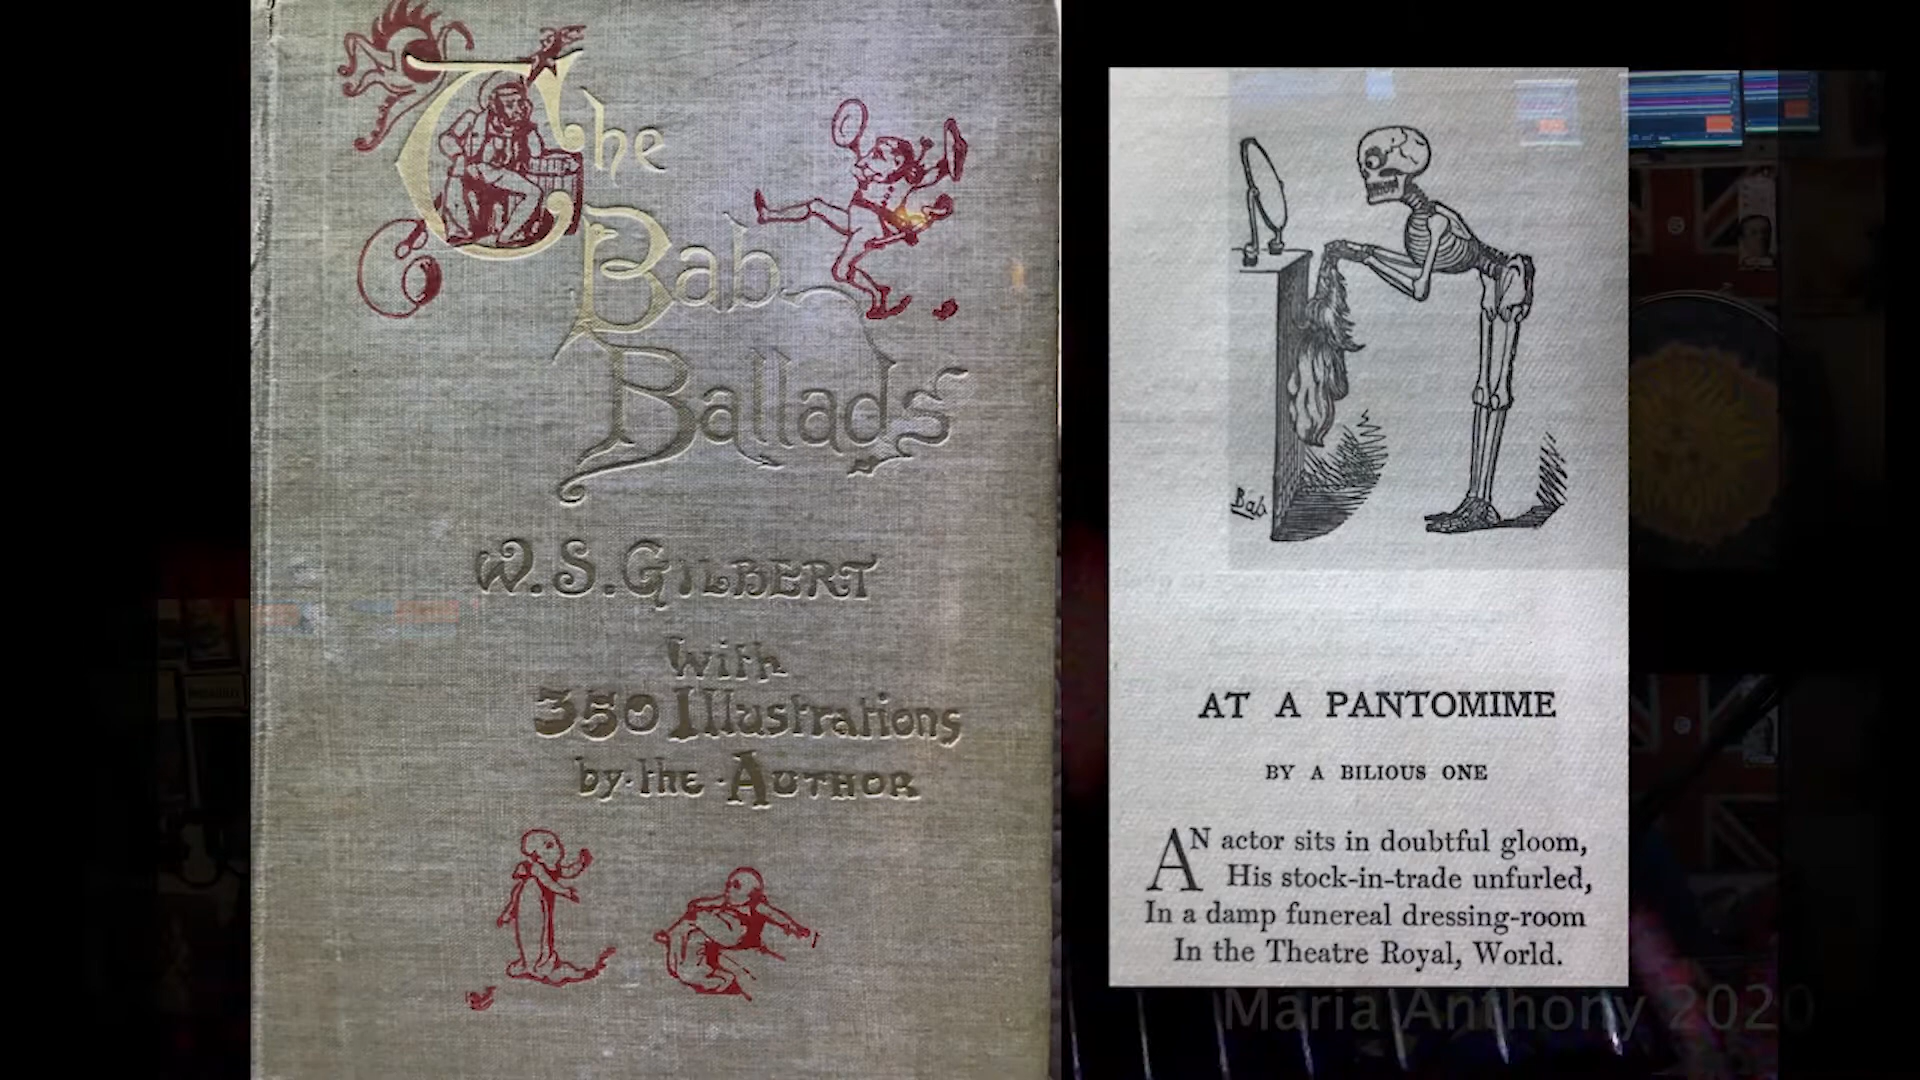 The
Bab
Ballads
W. S. GILBERT
With
350 Illustrations
by the AUTHOR
Bab
AT A PANTOMIME
BY A BILIOUS ONE
AN actor sits in doubtful gloom,
His stock-in-trade unfurled,
In a damp funereal dressing-room
In the Theatre Royal, World.
Maria Anthony 2020